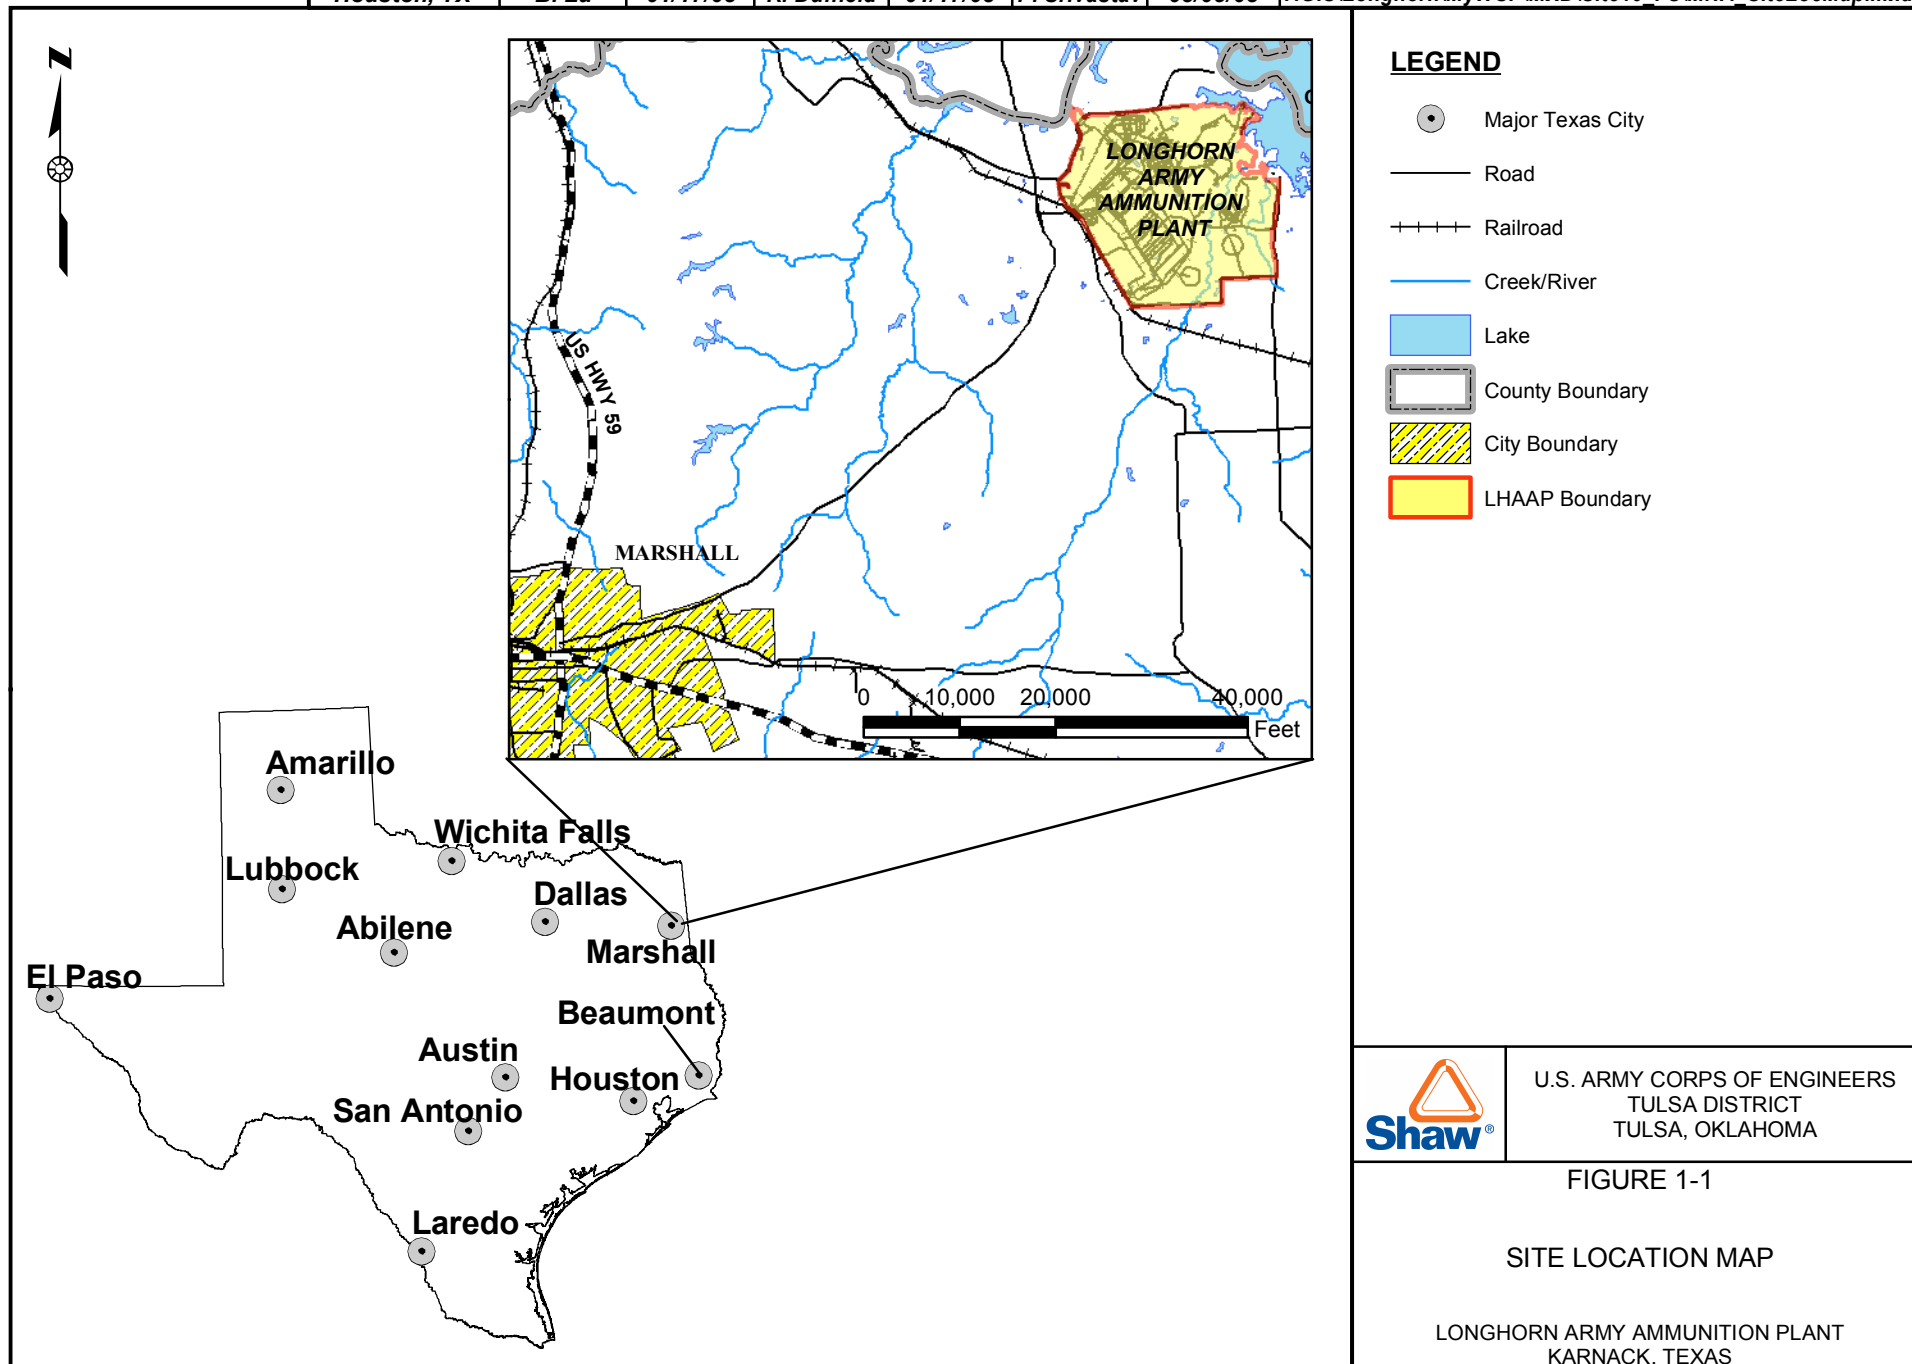 Houston, TX
N
LONGHORN
ARMY
AMMUNITION
PLANT
US HWY 59
MARSHALL
0 10,000 20,000 40,000
Feet
Amarillo
Wichita Falls
Lubbock
Dallas
Abilene
Marshall
El Paso
Beaumont
Austin
Houston
San Antonio
Laredo
LEGEND
Major Texas City
Road
Railroad
Creek/River
Lake
County Boundary
City Boundary
LHAAP Boundary
Shaw®
U.S. ARMY CORPS OF ENGINEERS
TULSA DISTRICT
TULSA, OKLAHOMA
FIGURE 1-1
SITE LOCATION MAP
LONGHORN ARMY AMMUNITION PLANT
KARNACK, TEXAS